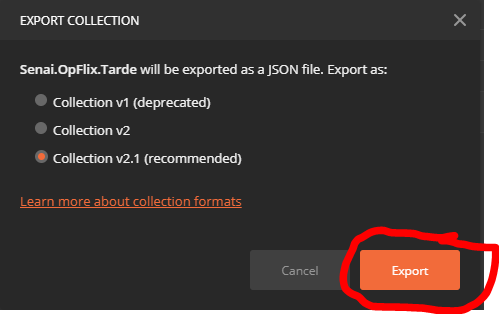 EXPORT COLLECTION
Senai.OpFlix.Tarde will be exported as a JSON file. Export as:
Collection v1 (deprecated)
Collection v2
Collection v2.1 (recommended)
Learn more about collection formats
Cancel Export